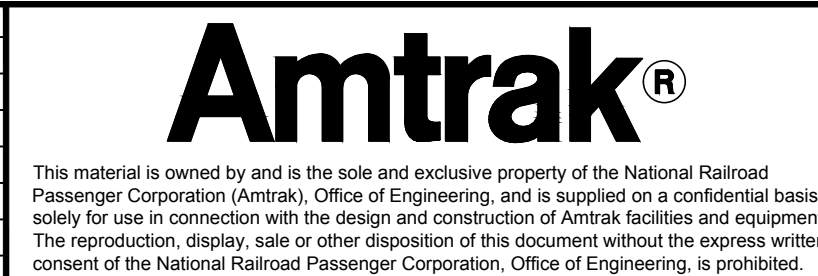 Amtrak®
This material is owned by and is the sole and exclusive property of the National Railroad
Passenger Corporation (Amtrak), Office of Engineering, and is supplied on a confidential basis
solely for use in connection with the design and construction of Amtrak facilities and equipmen
The reproduction, display, sale or other disposition of this document without the express written
consent of the National Railroad Passenger Corporation, Office of Engineering, is prohibited.